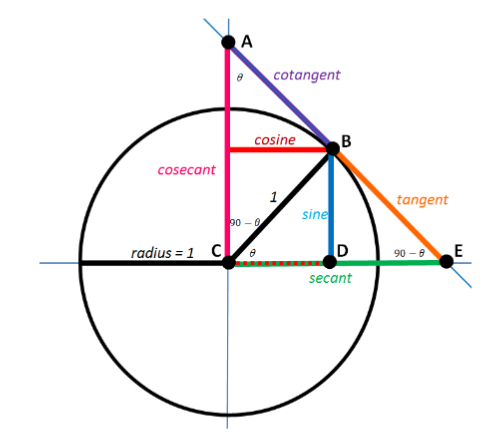 A
θ
cotangent
cosine
B
cosecant
1
tangent
sine
90 − θ
radius = 1
C
θ
D
90 − θ
E
secant